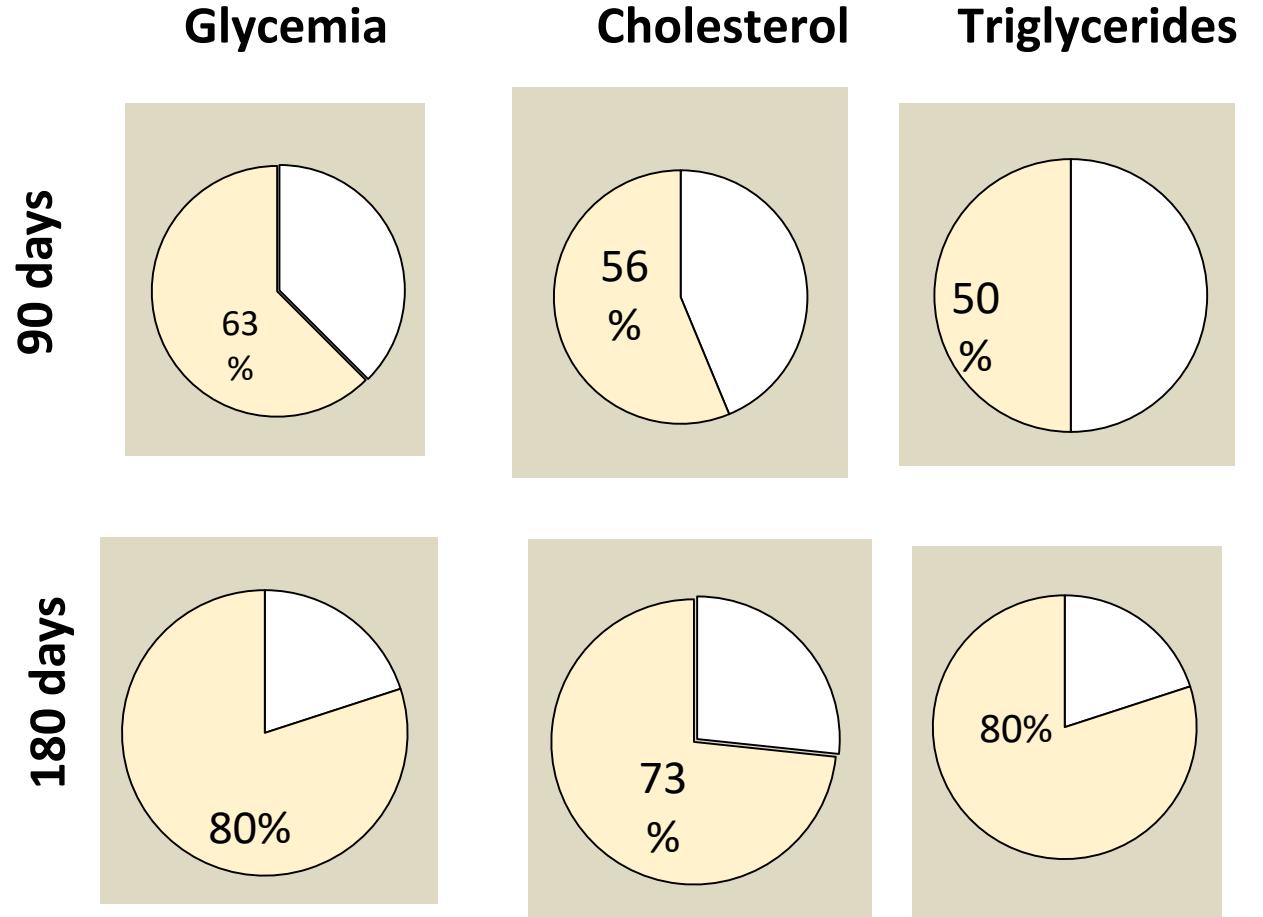 Glycemia
Cholesterol
Triglycerides
90 days
63
%
56
%
50
%
180 days
80%
73
%
80%